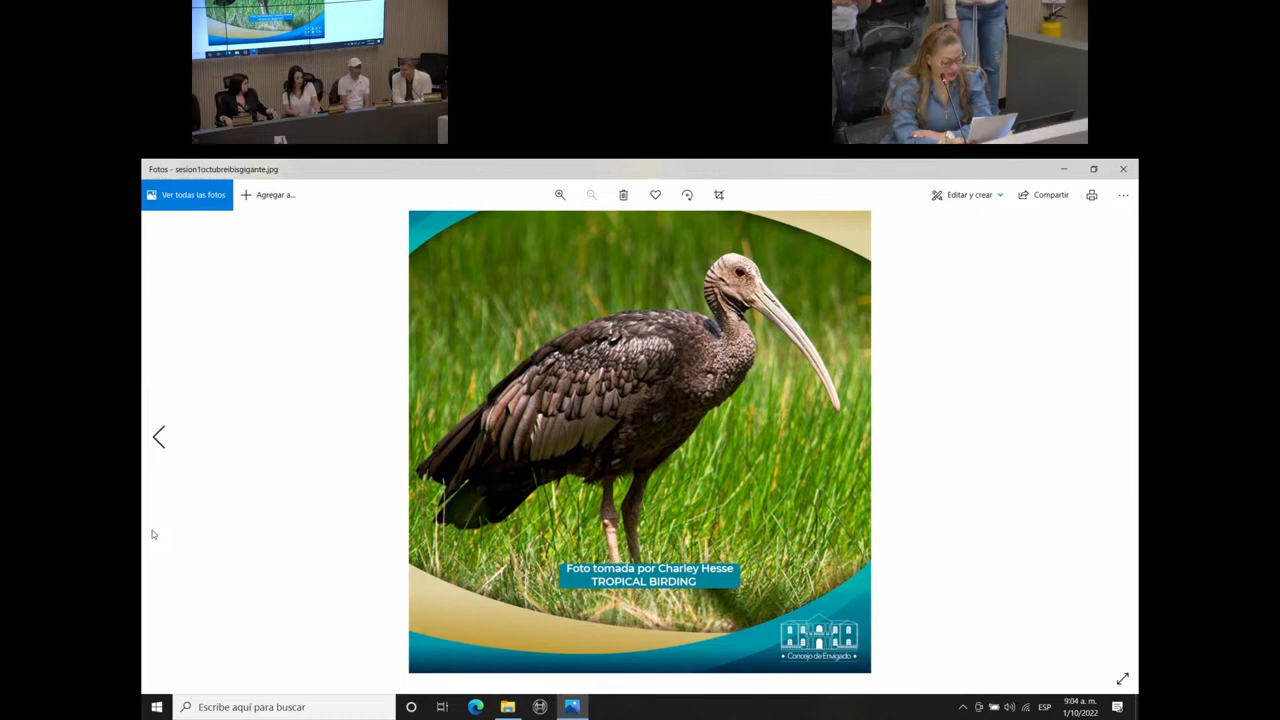 Fotos - sesion1octubreibisgigante.jpg
Ver todas las fotos
Agregar a...
Editar y crear
Compartir
Foto tomada por Charley Hesse
TROPICAL BIRDING
Concejo de Envigado
Escribe aquí para buscar
ESP
9:04 a. m.
1/10/2022